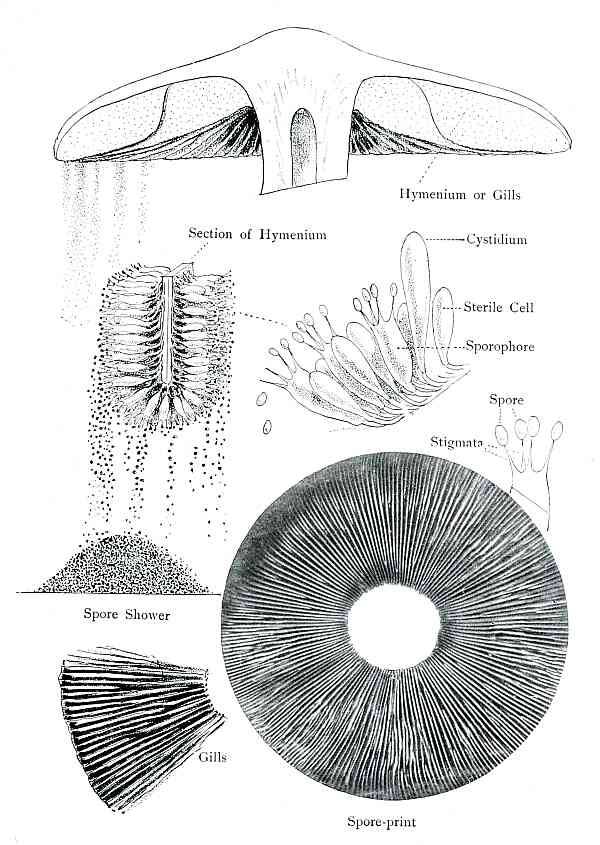 Hymenium or Gills
Section of Hymenium
Cystidium
Sterile Cell
Sporophore
Spore
Stigmata
Spore Shower
Gills
Spore-print